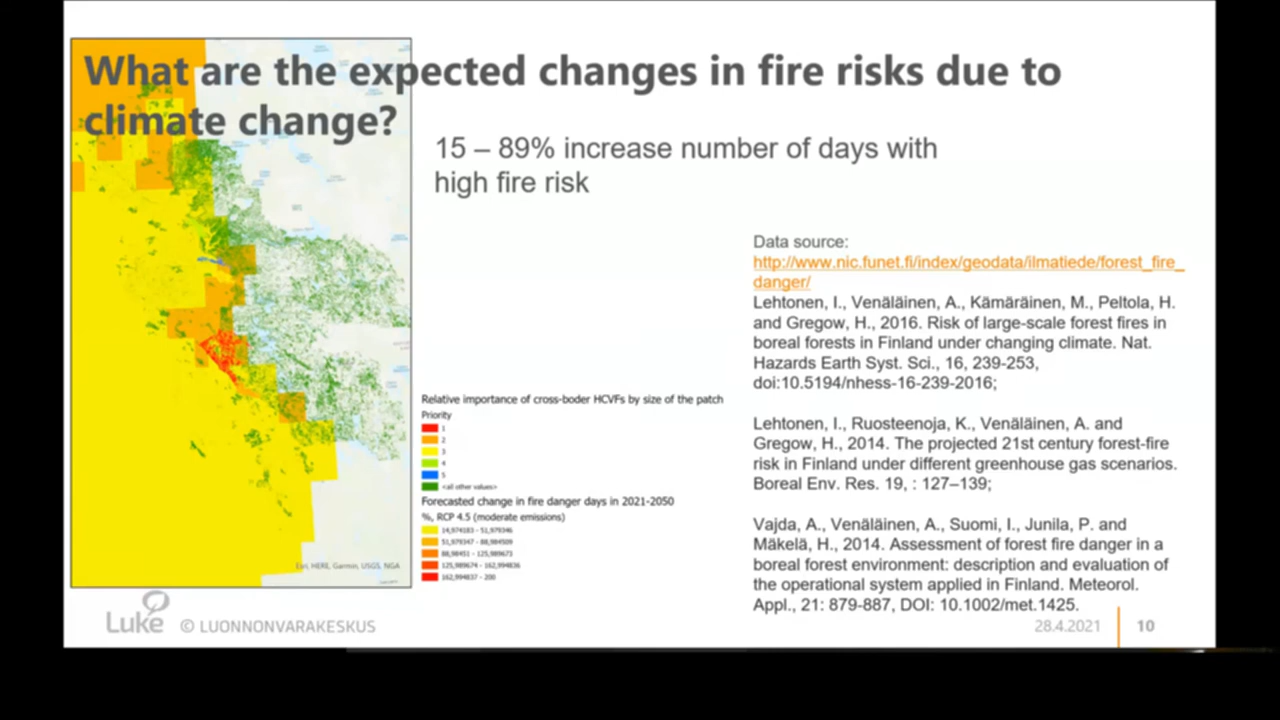 What are the expected changes in fire risks due to
climate change?
15 – 89% increase number of days with
high fire risk
Data source:
http://www.nic.funet.fi/index/geodata/ilmatiede/forest_fire_
danger/
Lehtonen, I., Venäläinen, A., Kämäräinen, M., Peltola, H.
and Gregow, H., 2016. Risk of large-scale forest fires in
boreal forests in Finland under changing climate. Nat.
Hazards Earth Syst. Sci., 16, 239-253,
doi:10.5194/nhess-16-239-2016;
Lehtonen, I., Ruosteenoja, K., Venäläinen, A. and
Gregow, H., 2014. The projected 21st century forest-fire
risk in Finland under different greenhouse gas scenarios.
Boreal Env. Res. 19, : 127–139;
Vajda, A., Venäläinen, A., Suomi, I., Junila, P. and
Mäkelä, H., 2014. Assessment of forest fire danger in a
boreal forest environment: description and evaluation of
the operational system applied in Finland. Meteorol.
Appl., 21: 879-887, DOI: 10.1002/met.1425.
Relative importance of cross-boder HCVFs by size of the patch
Priority
1
2
3
4
5
<all other values>
Forecasted change in fire danger days in 2021-2050
%, RCP 4.5 (moderate emissions)
14,974183 - 51,979346
51,979347 - 88,984509
88,98451 - 125,989673
125,989674 - 162,994836
162,994837 - 200
Esri, HERE, Garmin, USGS, NGA
Luke © LUONNONVARAKESKUS
28.4.2021 10